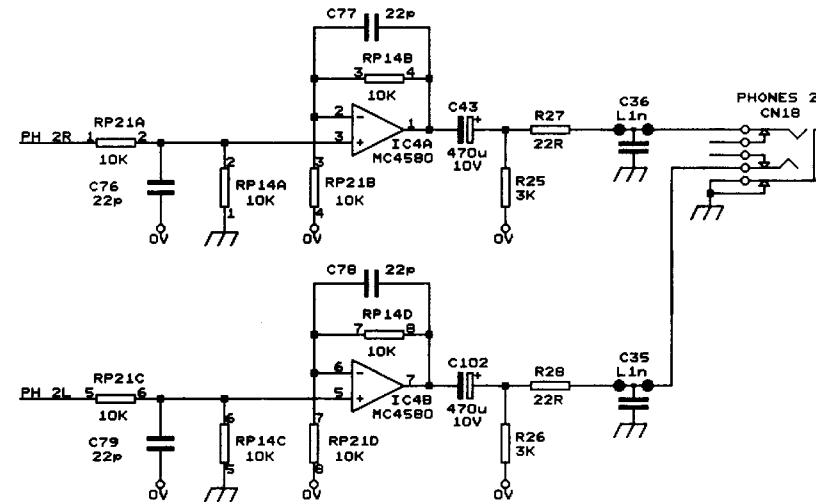 C77 22p
RP14B
3 4
10K
PH 2R
1 RP21A 2
10K
2
3
1
IC4A
MC4580
C43
+
470u
10V
R27
22R
C36
L1n
PHONES 2
CN18
C76
22p
2
RP14A
10K
1
3
RP21B
10K
4
R25
3K
0V
0V
0V
C78 22p
RP14D
7 8
10K
PH 2L
5 RP21C 6
10K
6
5
7
IC4B
MC4580
C102
+
470u
10V
R28
22R
C35
L1n
C79
22p
6
RP14C
10K
5
7
RP21D
10K
8
R26
3K
0V
0V
0V